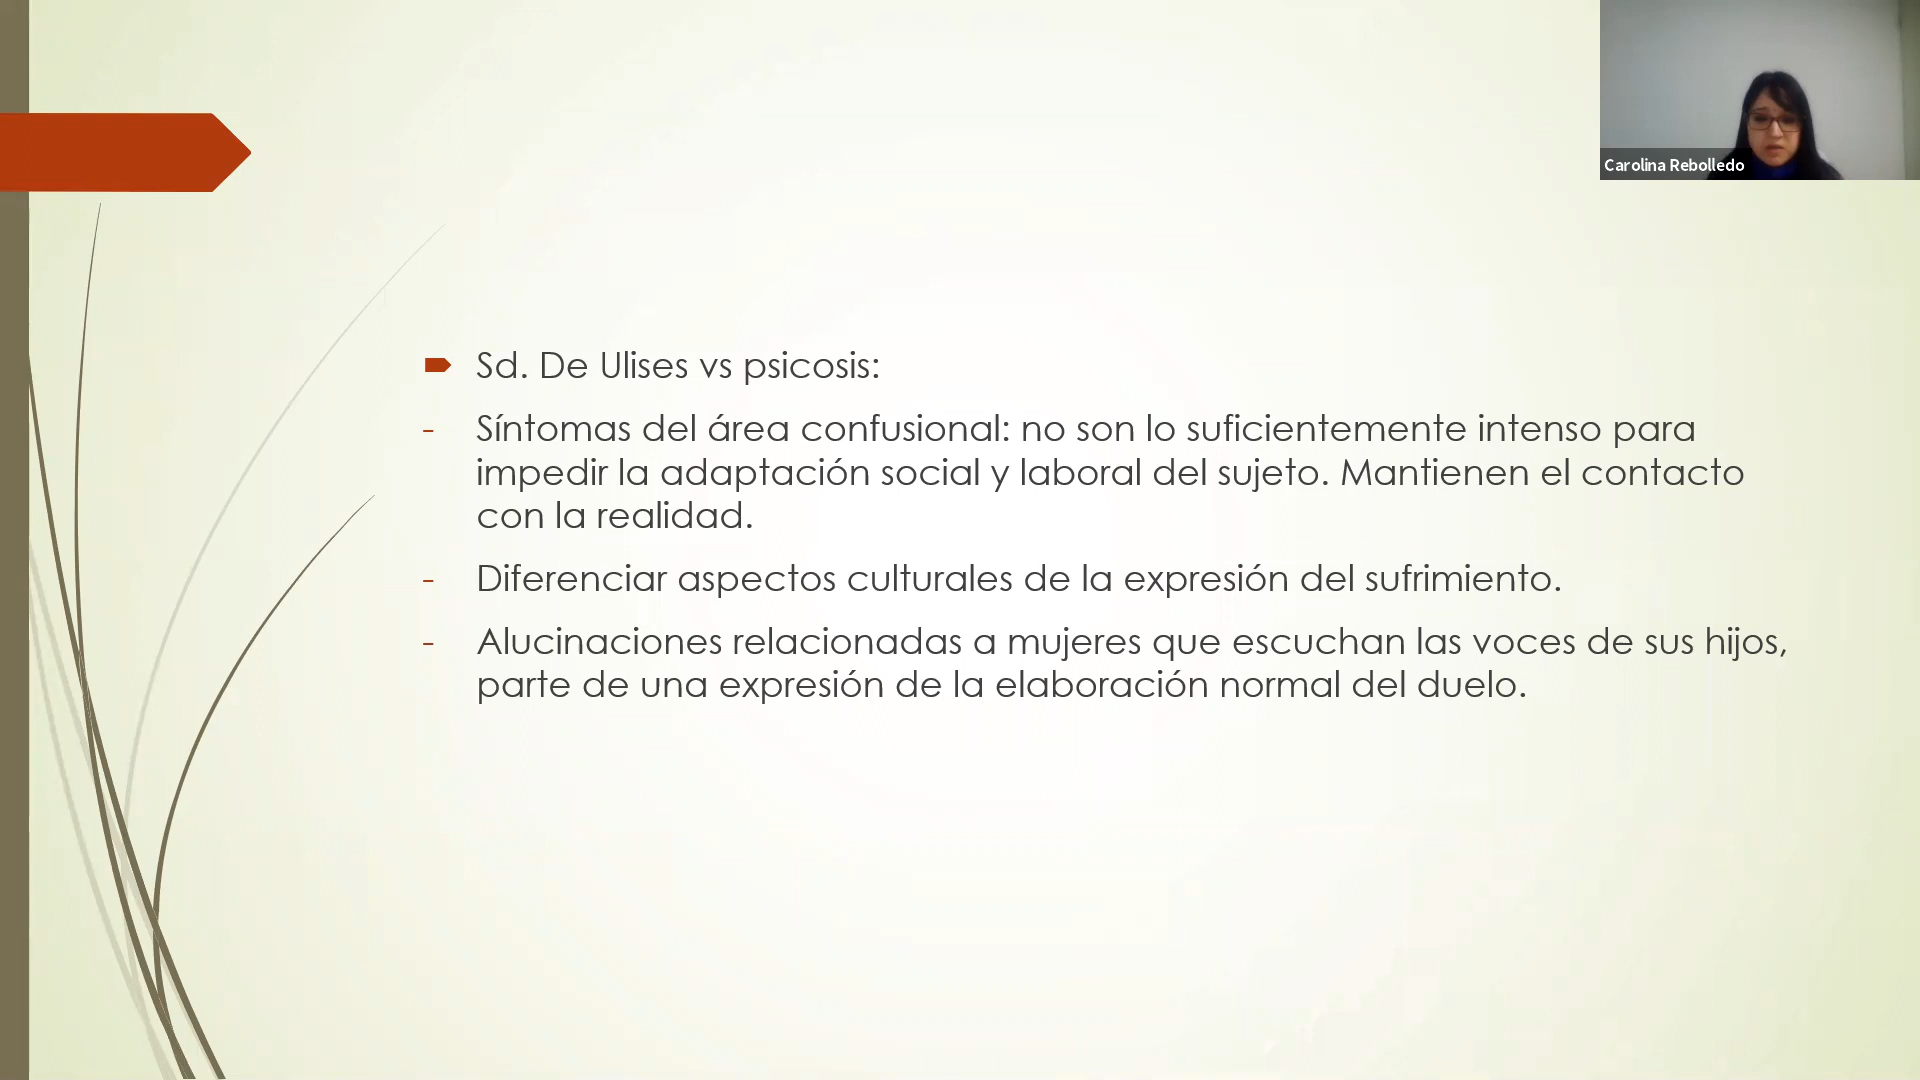 Carolina Rebolledo
Sd. De Ulises vs psicosis:
- Síntomas del área confusional: no son lo suficientemente intenso para
impedir la adaptación social y laboral del sujeto. Mantienen el contacto
con la realidad.
- Diferenciar aspectos culturales de la expresión del sufrimiento.
- Alucinaciones relacionadas a mujeres que escuchan las voces de sus hijos,
parte de una expresión de la elaboración normal del duelo.